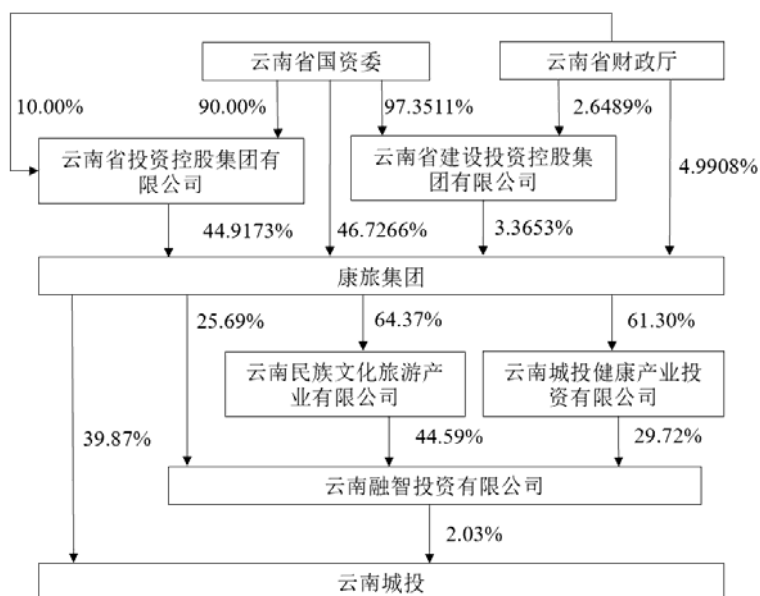 云南省国资委
云南省财政厅
10.00%
90.00%
97.3511%
2.6489%
云南省投资控股集团有
限公司
云南省建设投资控股集
团有限公司
4.9908%
44.9173%
46.7266%
3.3653%
康旅集团
25.69%
64.37%
61.30%
云南民族文化旅游产
业有限公司
云南城投健康产业投
资有限公司
39.87%
44.59%
29.72%
云南融智投资有限公司
2.03%
云南城投